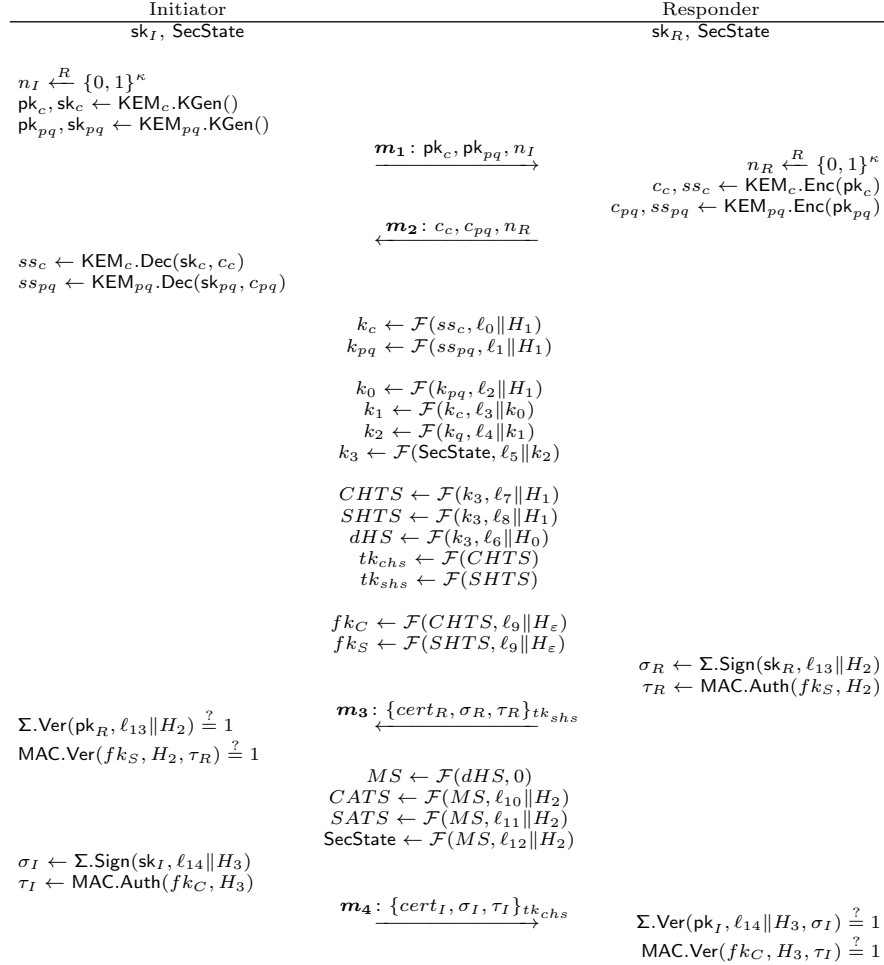 Initiator Responder
sk_I, SecState sk_R, SecState
n_I ←^R {0, 1}^κ
pk_c, sk_c ← KEM_c.KGen()
pk_pq, sk_pq ← KEM_pq.KGen()
m_1: pk_c, pk_pq, n_I
n_R ←^R {0, 1}^κ
c_c, ss_c ← KEM_c.Enc(pk_c)
c_pq, ss_pq ← KEM_pq.Enc(pk_pq)
m_2: c_c, c_pq, n_R
ss_c ← KEM_c.Dec(sk_c, c_c)
ss_pq ← KEM_pq.Dec(sk_pq, c_pq)
k_c ← F(ss_c, ℓ_0‖H_1)
k_pq ← F(ss_pq, ℓ_1‖H_1)
k_0 ← F(k_pq, ℓ_2‖H_1)
k_1 ← F(k_c, ℓ_3‖k_0)
k_2 ← F(k_q, ℓ_4‖k_1)
k_3 ← F(SecState, ℓ_5‖k_2)
CHTS ← F(k_3, ℓ_7‖H_1)
SHTS ← F(k_3, ℓ_8‖H_1)
dHS ← F(k_3, ℓ_6‖H_0)
tk_chs ← F(CHTS)
tk_shs ← F(SHTS)
fk_C ← F(CHTS, ℓ_9‖H_ε)
fk_S ← F(SHTS, ℓ_9‖H_ε)
σ_R ← Σ.Sign(sk_R, ℓ_13‖H_2)
τ_R ← MAC.Auth(fk_S, H_2)
m_3: {cert_R, σ_R, τ_R}_tk_shs
Σ.Ver(pk_R, ℓ_13‖H_2) ≟ 1
MAC.Ver(fk_S, H_2, τ_R) ≟ 1
MS ← F(dHS, 0)
CATS ← F(MS, ℓ_10‖H_2)
SATS ← F(MS, ℓ_11‖H_2)
SecState ← F(MS, ℓ_12‖H_2)
σ_I ← Σ.Sign(sk_I, ℓ_14‖H_3)
τ_I ← MAC.Auth(fk_C, H_3)
m_4: {cert_I, σ_I, τ_I}_tk_chs
Σ.Ver(pk_I, ℓ_14‖H_3, σ_I) ≟ 1
MAC.Ver(fk_C, H_3, τ_I) ≟ 1